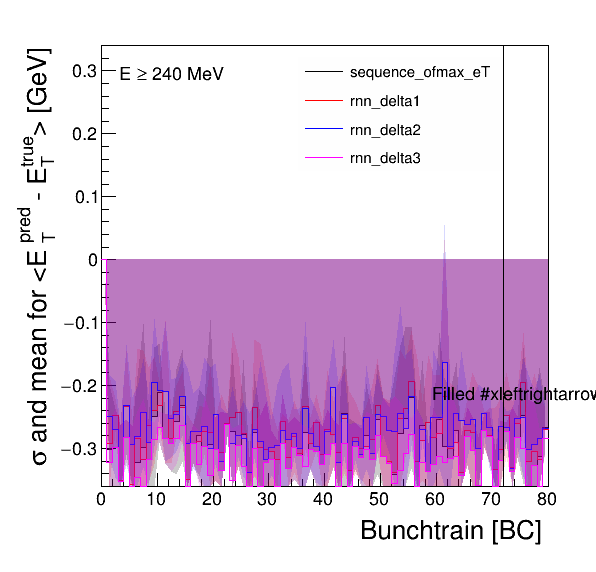 E ≥ 240 MeV
sequence_ofmax_eT
rnn_delta1
rnn_delta2
rnn_delta3
σ and mean for <E_T^pred - E_T^true> [GeV]
0.3
0.2
0.1
0
−0.1
−0.2
−0.3
Filled #xleftrightarrow
0 10 20 30 40 50 60 70 80
Bunchtrain [BC]